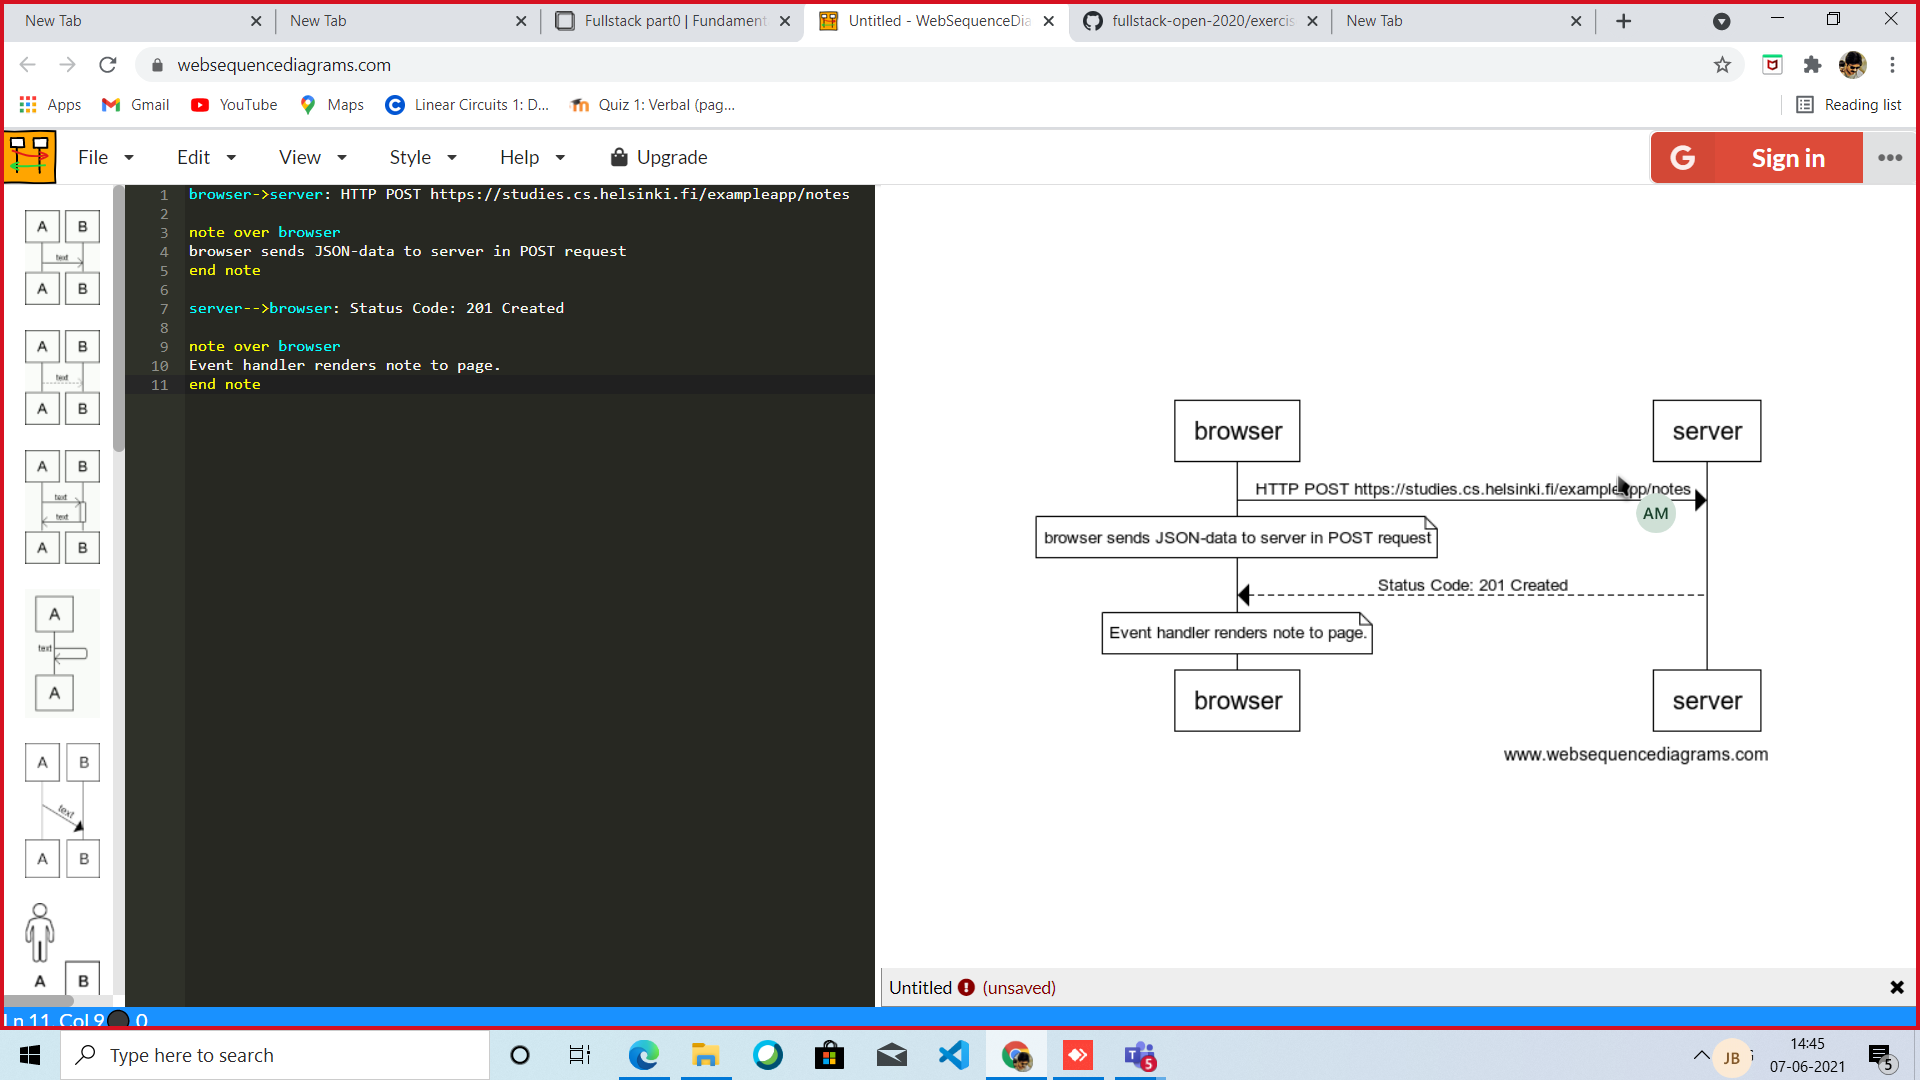 New Tab
New Tab
Fullstack part0 | Fundament
Untitled - WebSequenceDia
fullstack-open-2020/exercis
New Tab
websequencediagrams.com
Apps
Gmail
YouTube
Maps
Linear Circuits 1: D...
Quiz 1: Verbal (pag...
Reading list
File
Edit
View
Style
Help
Upgrade
G Sign in
1 browser->server: HTTP POST https://studies.cs.helsinki.fi/exampleapp/notes
2
3 note over browser
4 browser sends JSON-data to server in POST request
5 end note
6
7 server-->browser: Status Code: 201 Created
8
9 note over browser
10 Event handler renders note to page.
11 end note
A B
text
A B
A B
text
A B
A B
text
text
A B
A
text
A
A B
text
A B
A B
browser
server
HTTP POST https://studies.cs.helsinki.fi/exampleapp/notes
AM
browser sends JSON-data to server in POST request
Status Code: 201 Created
Event handler renders note to page.
browser
server
www.websequencediagrams.com
Untitled (unsaved)
Ln 11, Col 9 0
Type here to search
5
JB
14:45
07-06-2021
5